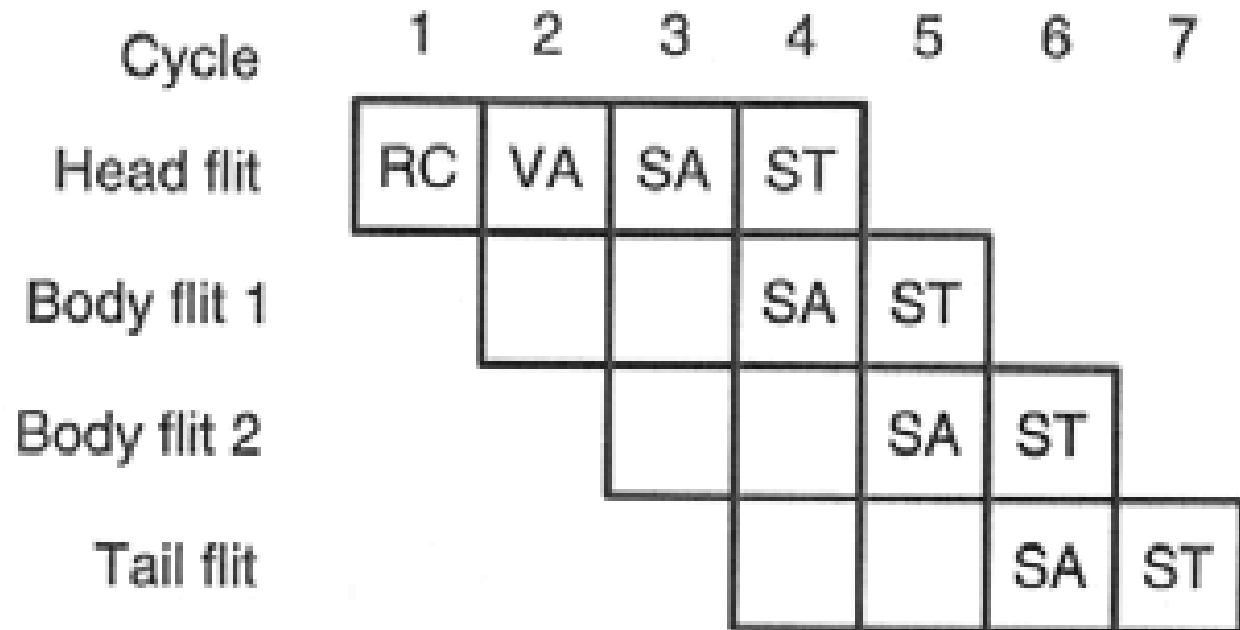 Cycle 1 2 3 4 5 6 7
Head flit RC VA SA ST
Body flit 1 SA ST
Body flit 2 SA ST
Tail flit SA ST